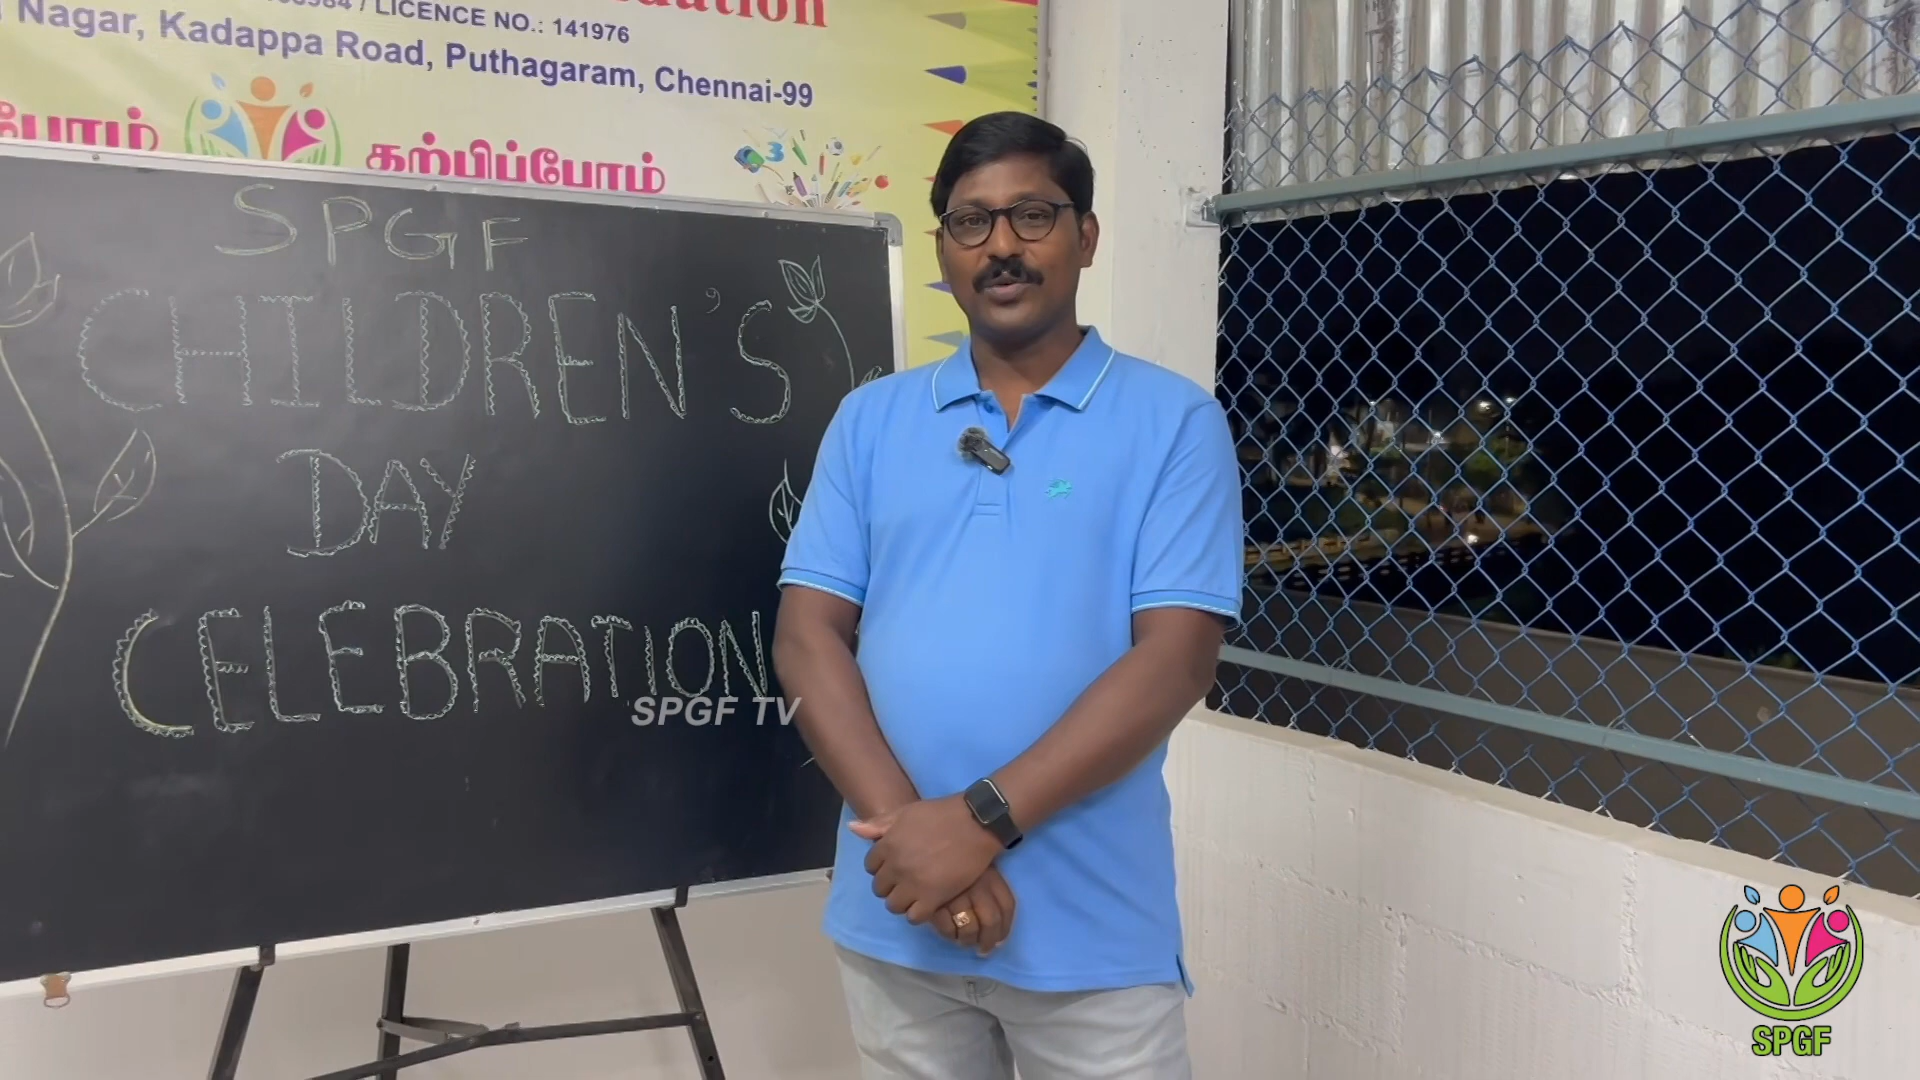 / LICENCE NO.: 141976
Nagar, Kadappa Road, Puthagaram, Chennai-99
கற்பிப்போம்
SPGF
CHILDREN'S
DAY
CELEBRATION
SPGF TV
SPGF